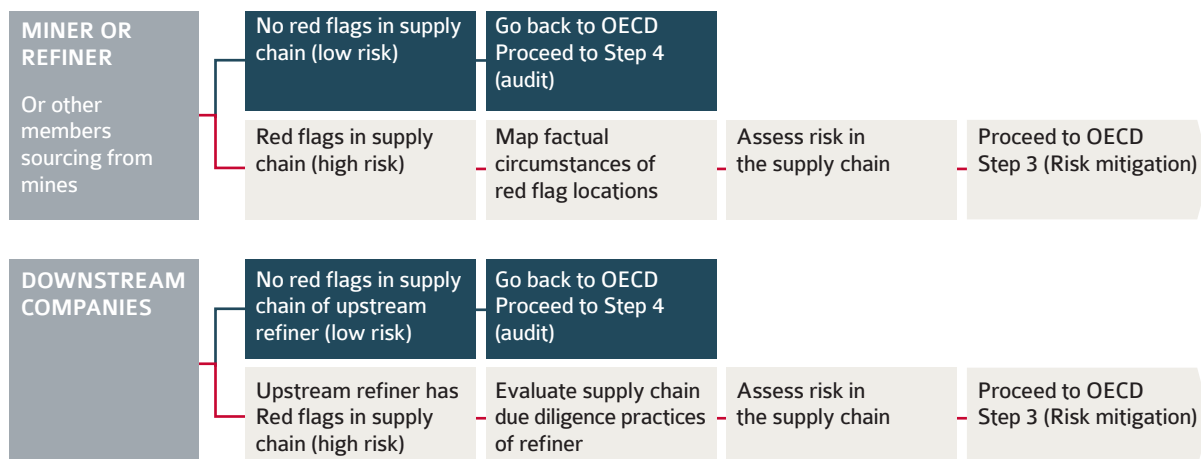 MINER OR
REFINER
Or other
members
sourcing from
mines
No red flags in supply
chain (low risk)
Go back to OECD
Proceed to Step 4
(audit)
Red flags in supply
chain (high risk)
Map factual
circumstances of
red flag locations
Assess risk in
the supply chain
Proceed to OECD
Step 3 (Risk mitigation)
DOWNSTREAM
COMPANIES
No red flags in supply
chain of upstream
refiner (low risk)
Go back to OECD
Proceed to Step 4
(audit)
Upstream refiner has
Red flags in supply
chain (high risk)
Evaluate supply chain
due diligence practices
of refiner
Assess risk in
the supply chain
Proceed to OECD
Step 3 (Risk mitigation)